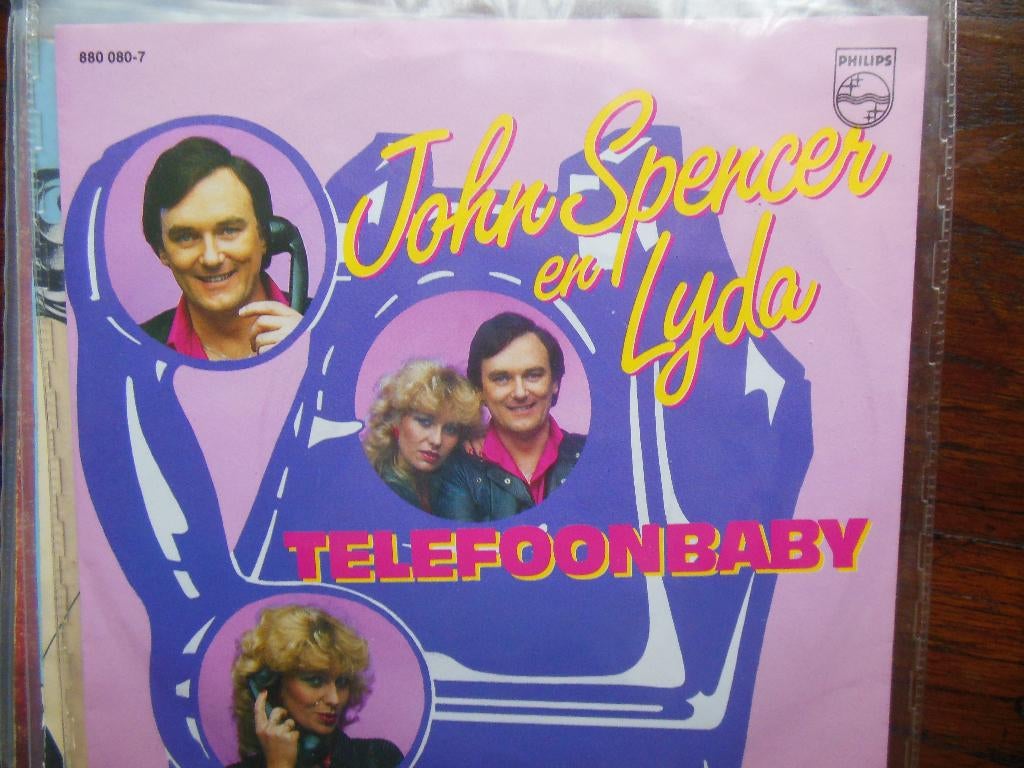 880 080-7
PHILIPS
John Spencer
en Lyda
TELEFOONBABY